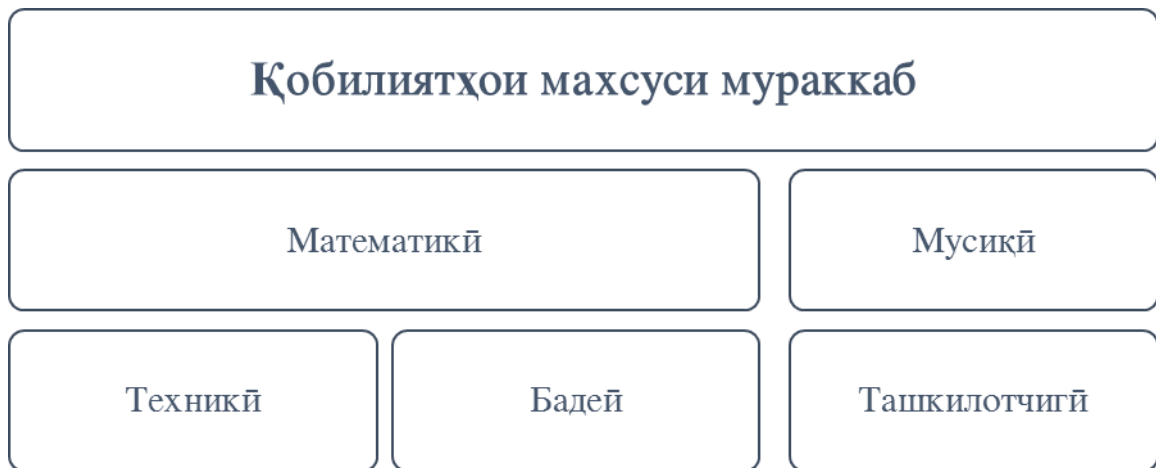 Қобилиятҳои махсуси мураккаб
Математикӣ
Мусиқӣ
Техникӣ
Бадеӣ
Ташкилотчигӣ